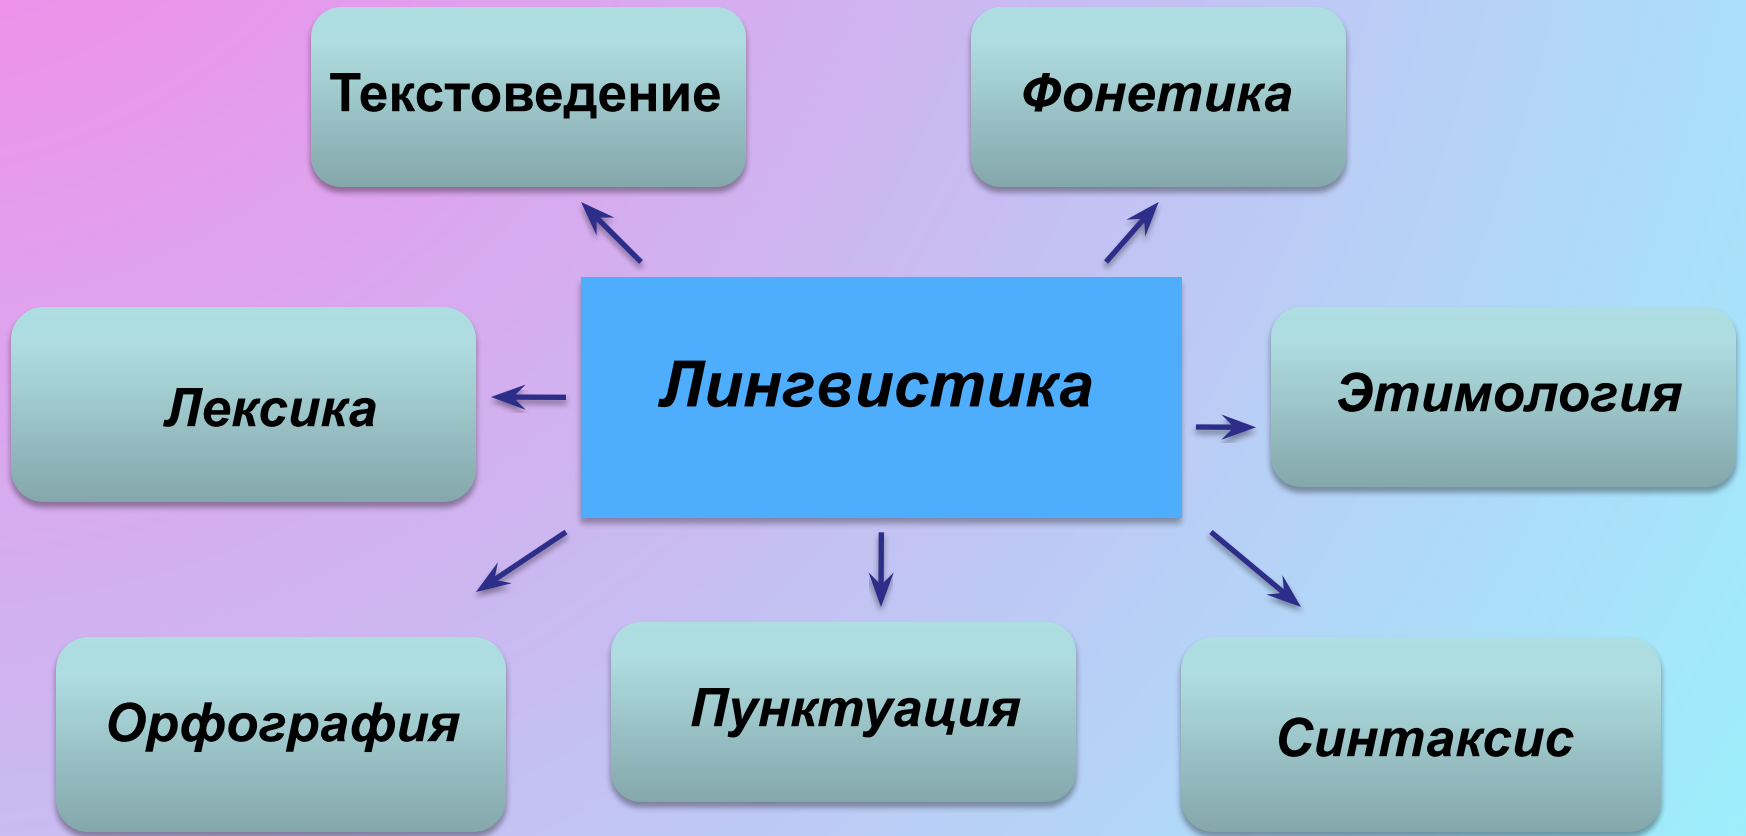 Текстоведение
Фонетика
Лингвистика
Лексика
Этимология
Орфография
Пунктуация
Синтаксис